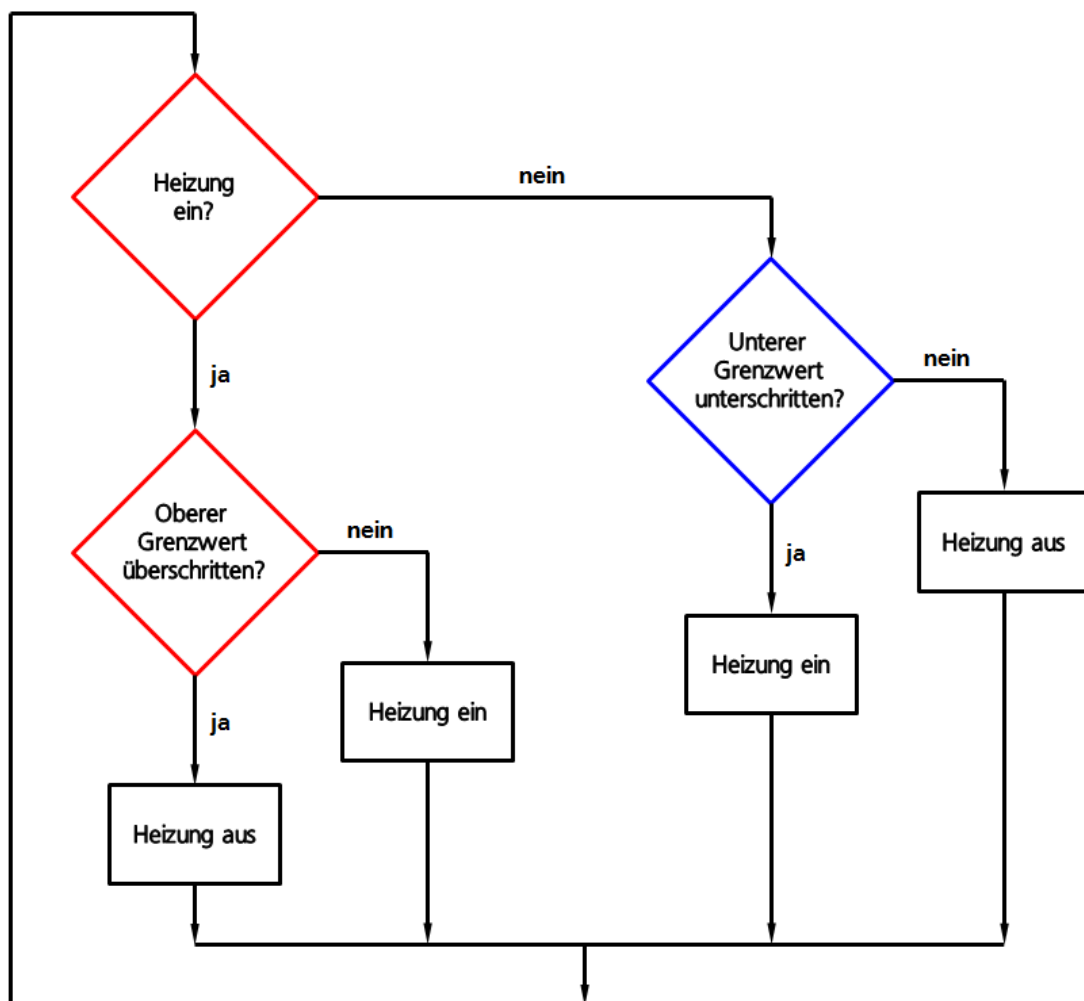 Heizung
ein?
nein
ja
Unterer
Grenzwert
unterschritten?
nein
Oberer
Grenzwert
überschritten?
nein
ja
Heizung aus
Heizung ein
Heizung ein
ja
Heizung aus